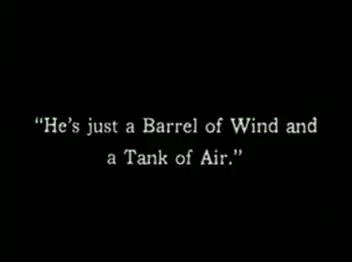 “He’s just a Barrel of Wind and
a Tank of Air.”